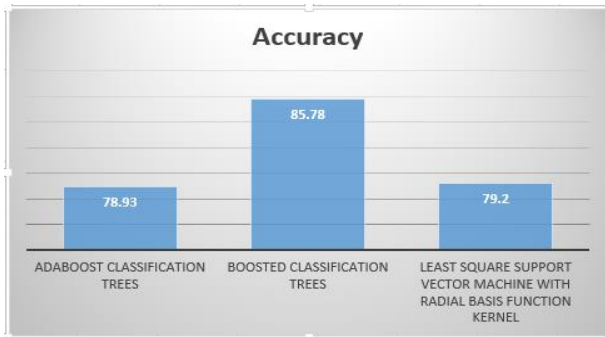 Accuracy
85.78
78.93
79.2
ADABOOST CLASSIFICATION
TREES
BOOSTED CLASSIFICATION
TREES
LEAST SQUARE SUPPORT
VECTOR MACHINE WITH
RADIAL BASIS FUNCTION
KERNEL